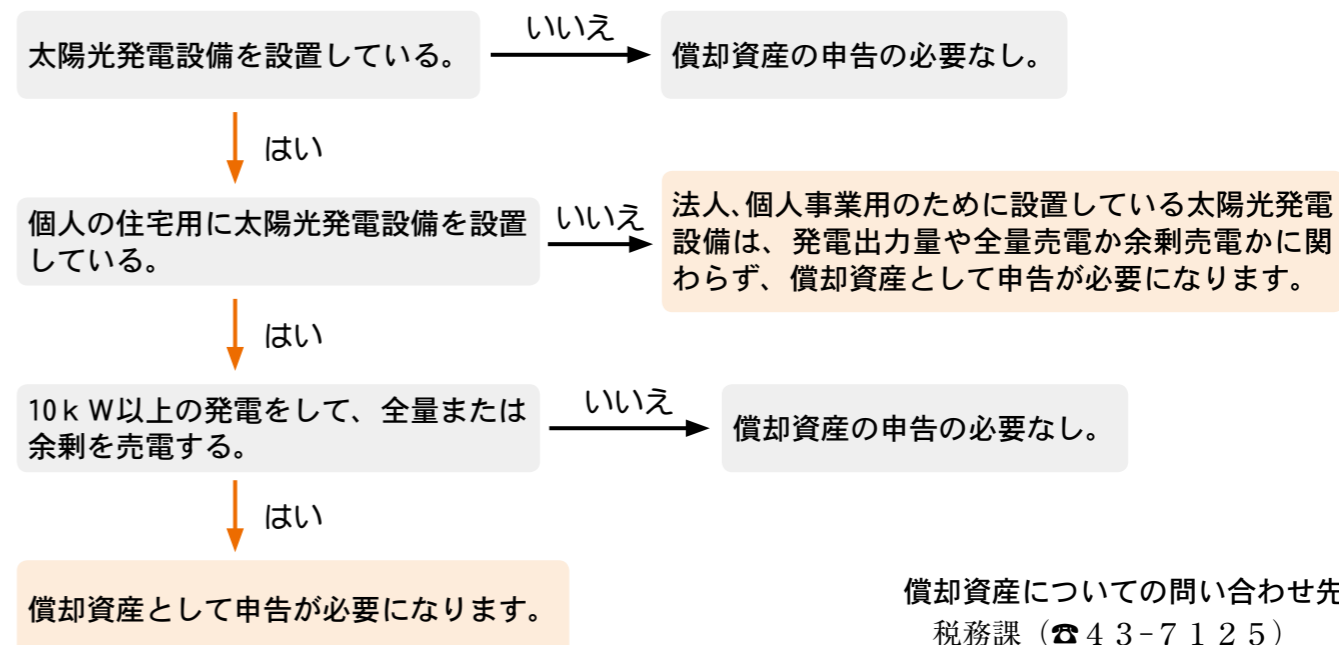 太陽光発電設備を設置している。
いいえ
償却資産の申告の必要なし。
はい
個人の住宅用に太陽光発電設備を設置
している。
いいえ
法人、個人事業用のために設置している太陽光発電
設備は、発電出力量や全量売電か余剰売電かに関
わらず、償却資産として申告が必要になります。
はい
10ｋＷ以上の発電をして、全量または
余剰を売電する。
いいえ
償却資産の申告の必要なし。
はい
償却資産として申告が必要になります。
償却資産についての問い合わせ先
税務課（☎４３-７１２５）